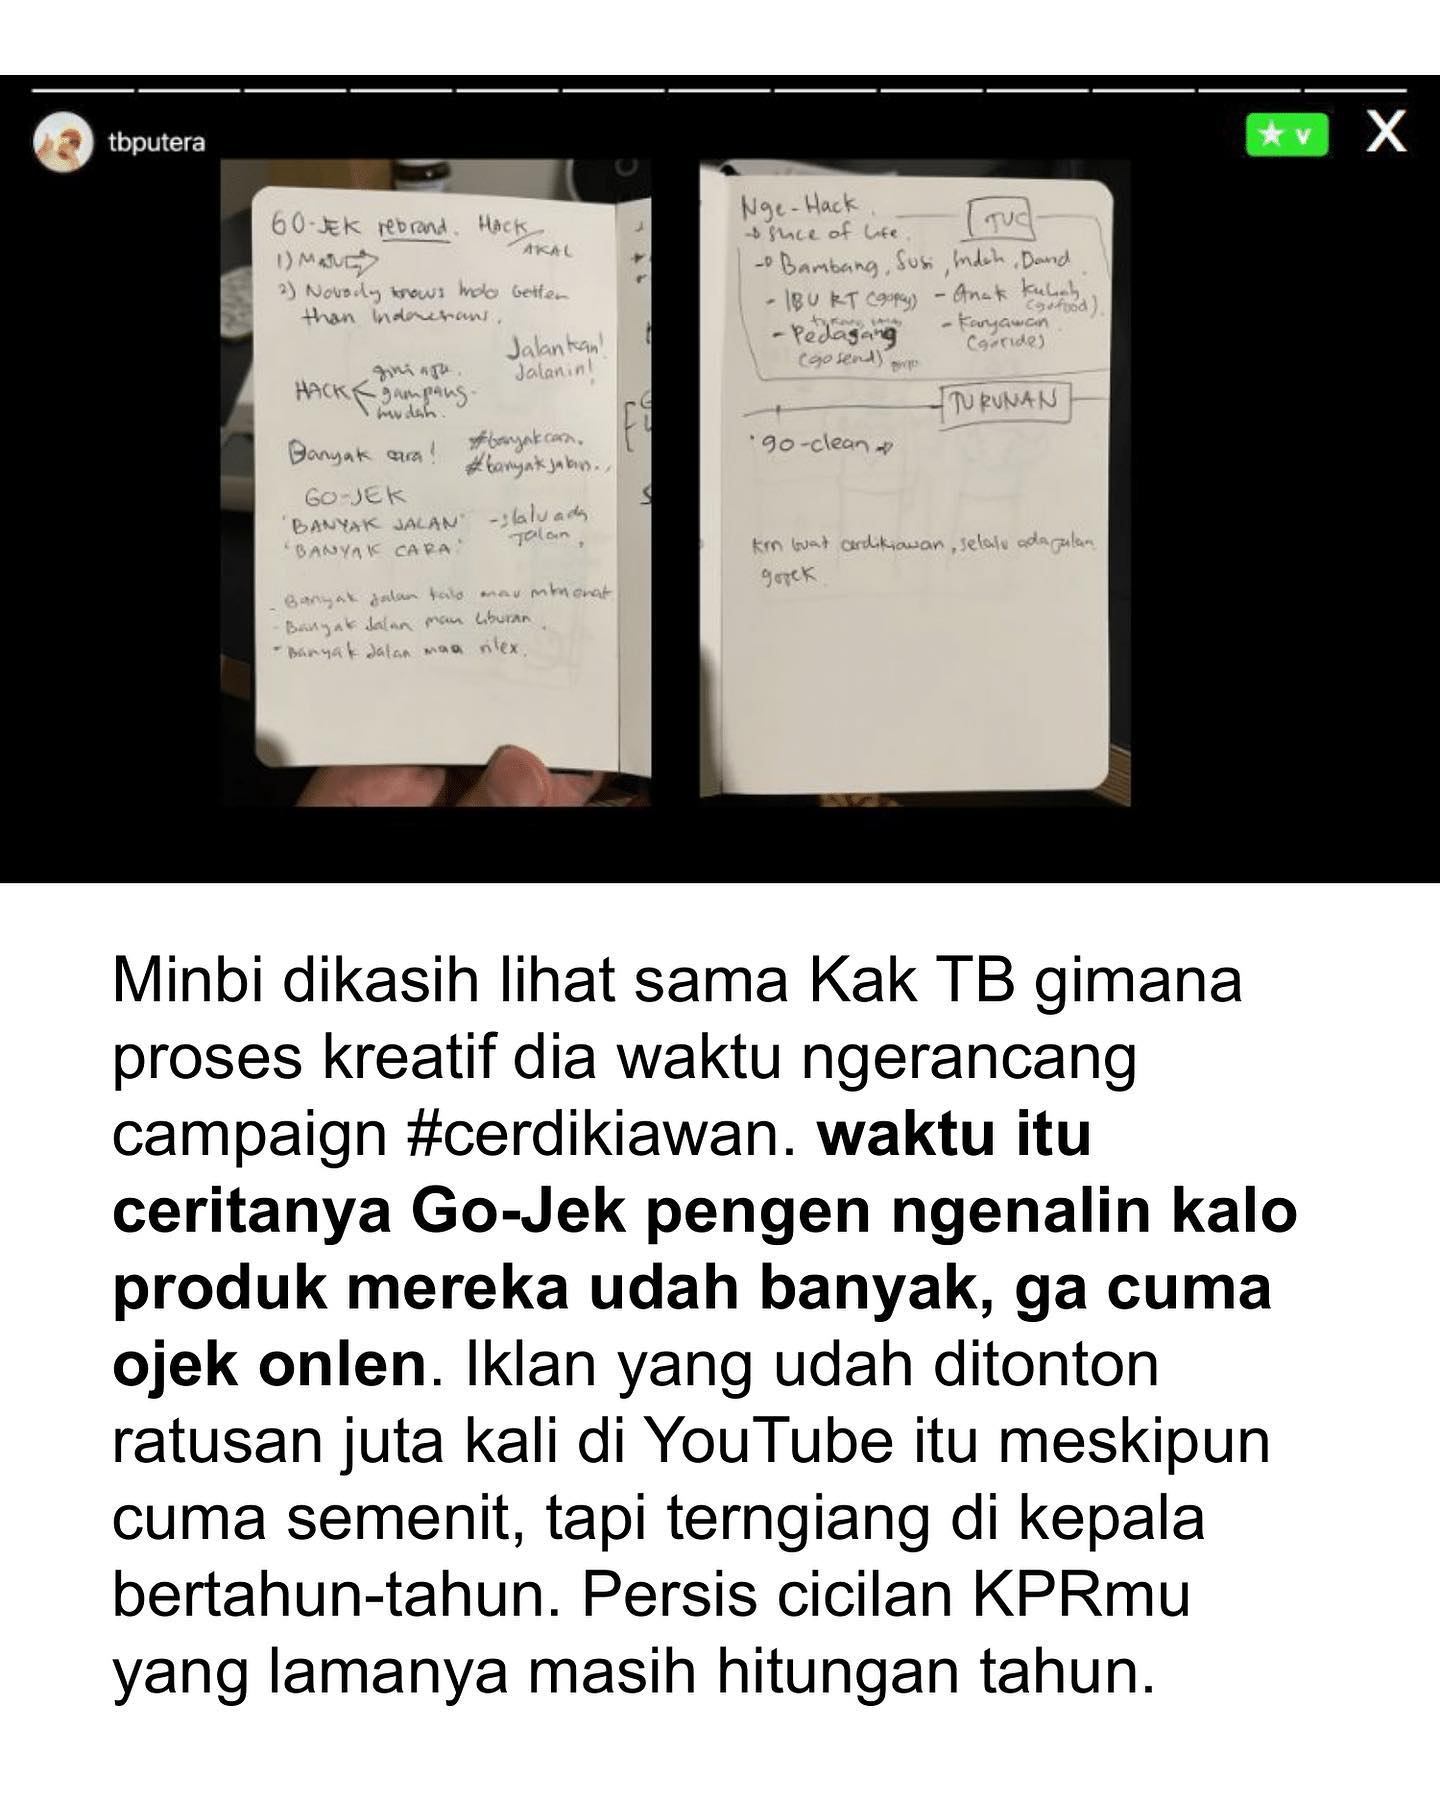 tbputera
★ v X
GO-JEK rebrand. HACK/
AKAL
1) MAJU
2) Nobody knows Indo better
than Indonesians.
Jalankan!
Jalanin!
HACK
gini aja.
gampang.
mudah.
Banyak cara!
#banyakcara.
#banyakjalan..
GO-JEK
'BANYAK JALAN'
- slalu ada
Jalan.
'BANYAK CARA.'
- Banyak Jalan kalo mau
- Banyak Jalan mau Liburan.
- Banyak Jalan mau rilex.
Nge-Hack.
→ slice of life.
TVC
→ Bambang, Susi, Indah, Dand
- IBU RT (gopay)
- Anak kuliah
(gofood).
- Pedagang
(gosend)
- Karyawan
(goride)
TURUNAN
go-clean →
krn buat cerdikiawan, selalu ada jalan
gojek.
Minbi dikasih lihat sama Kak TB gimana
proses kreatif dia waktu ngerancang
campaign #cerdikiawan. waktu itu
ceritanya Go-Jek pengen ngenalin kalo
produk mereka udah banyak, ga cuma
ojek onlen. Iklan yang udah ditonton
ratusan juta kali di YouTube itu meskipun
cuma semenit, tapi terngiang di kepala
bertahun-tahun. Persis cicilan KPRmu
yang lamanya masih hitungan tahun.